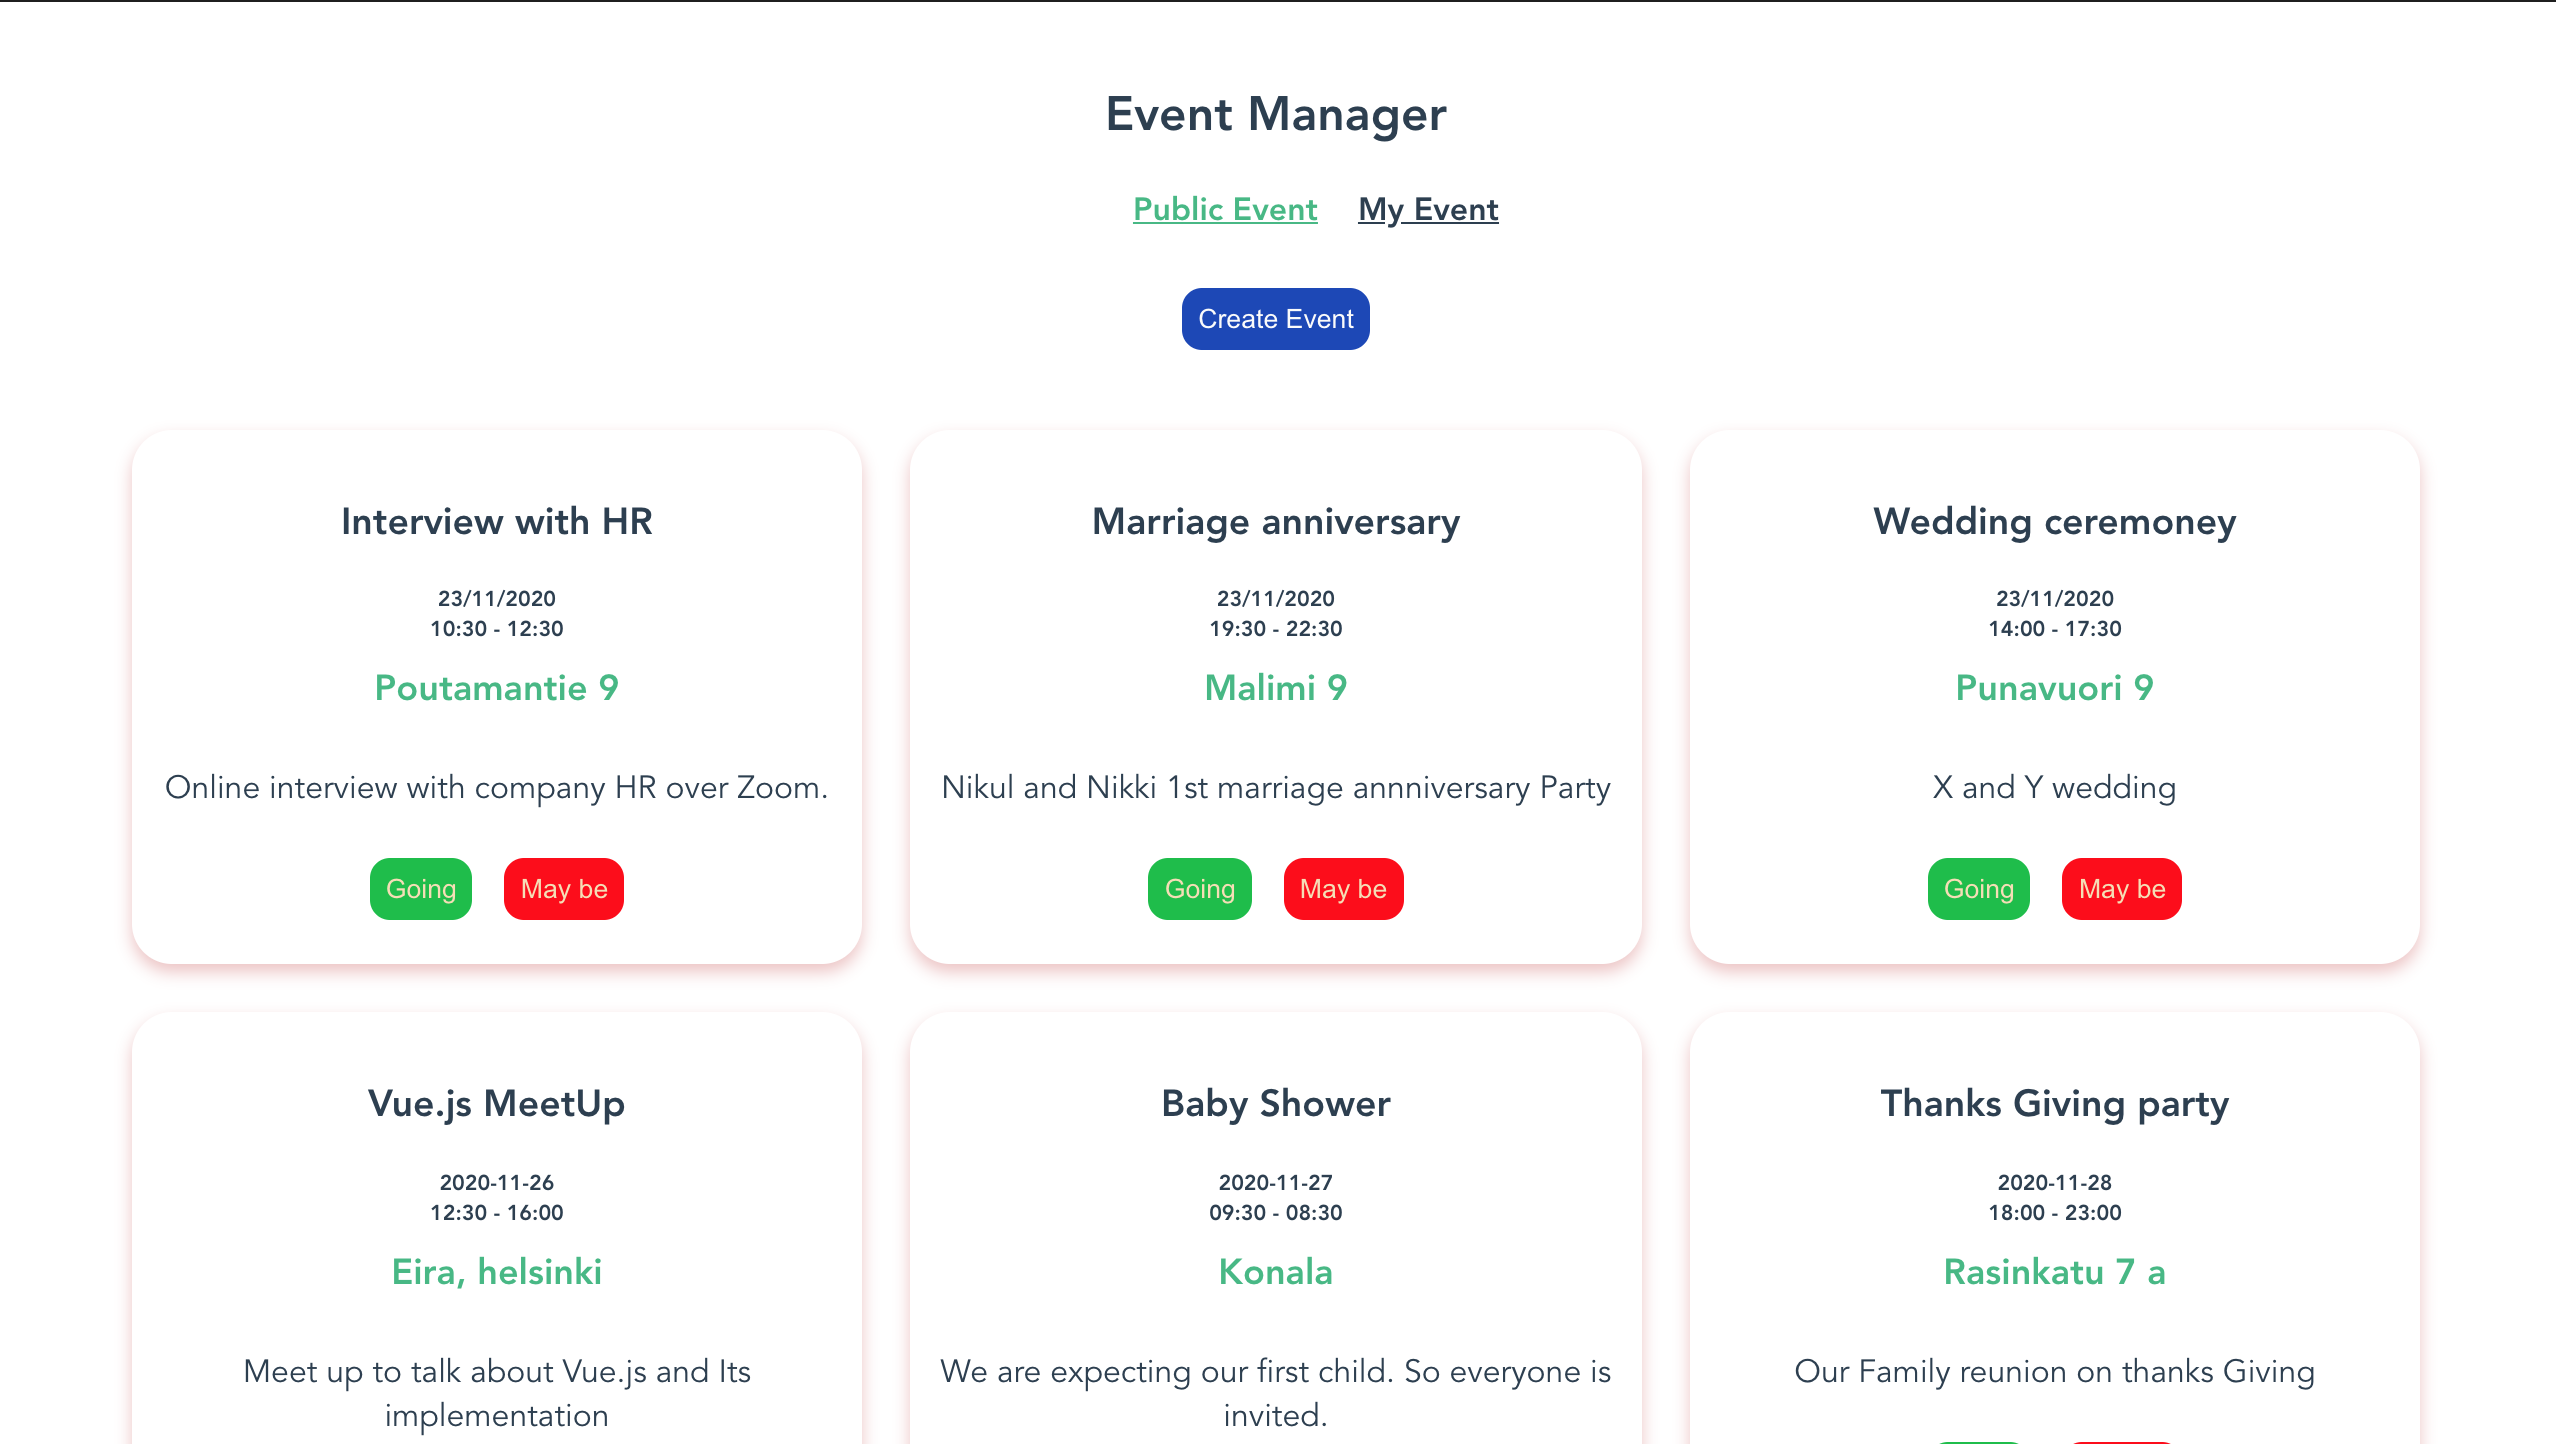 Event Manager
Public Event My Event
Create Event
Interview with HR
23/11/2020
10:30 - 12:30
Poutamantie 9
Online interview with company HR over Zoom.
Going May be
Marriage anniversary
23/11/2020
19:30 - 22:30
Malimi 9
Nikul and Nikki 1st marriage annniversary Party
Going May be
Wedding ceremoney
23/11/2020
14:00 - 17:30
Punavuori 9
X and Y wedding
Going May be
Vue.js MeetUp
2020-11-26
12:30 - 16:00
Eira, helsinki
Meet up to talk about Vue.js and Its
implementation
Baby Shower
2020-11-27
09:30 - 08:30
Konala
We are expecting our first child. So everyone is
invited.
Thanks Giving party
2020-11-28
18:00 - 23:00
Rasinkatu 7 a
Our Family reunion on thanks Giving